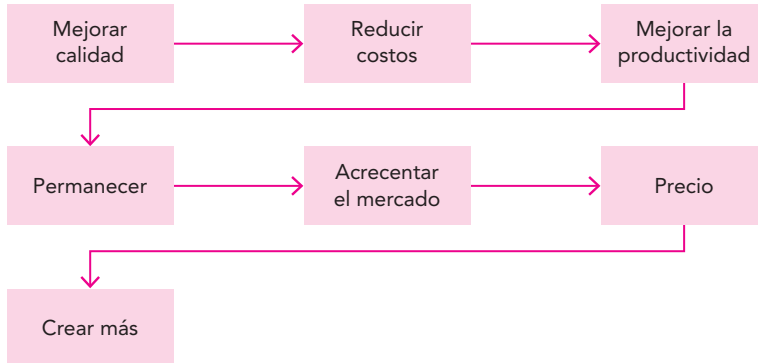 Mejorar
calidad
Reducir
costos
Mejorar la
productividad
Permanecer
Acrecentar
el mercado
Precio
Crear más